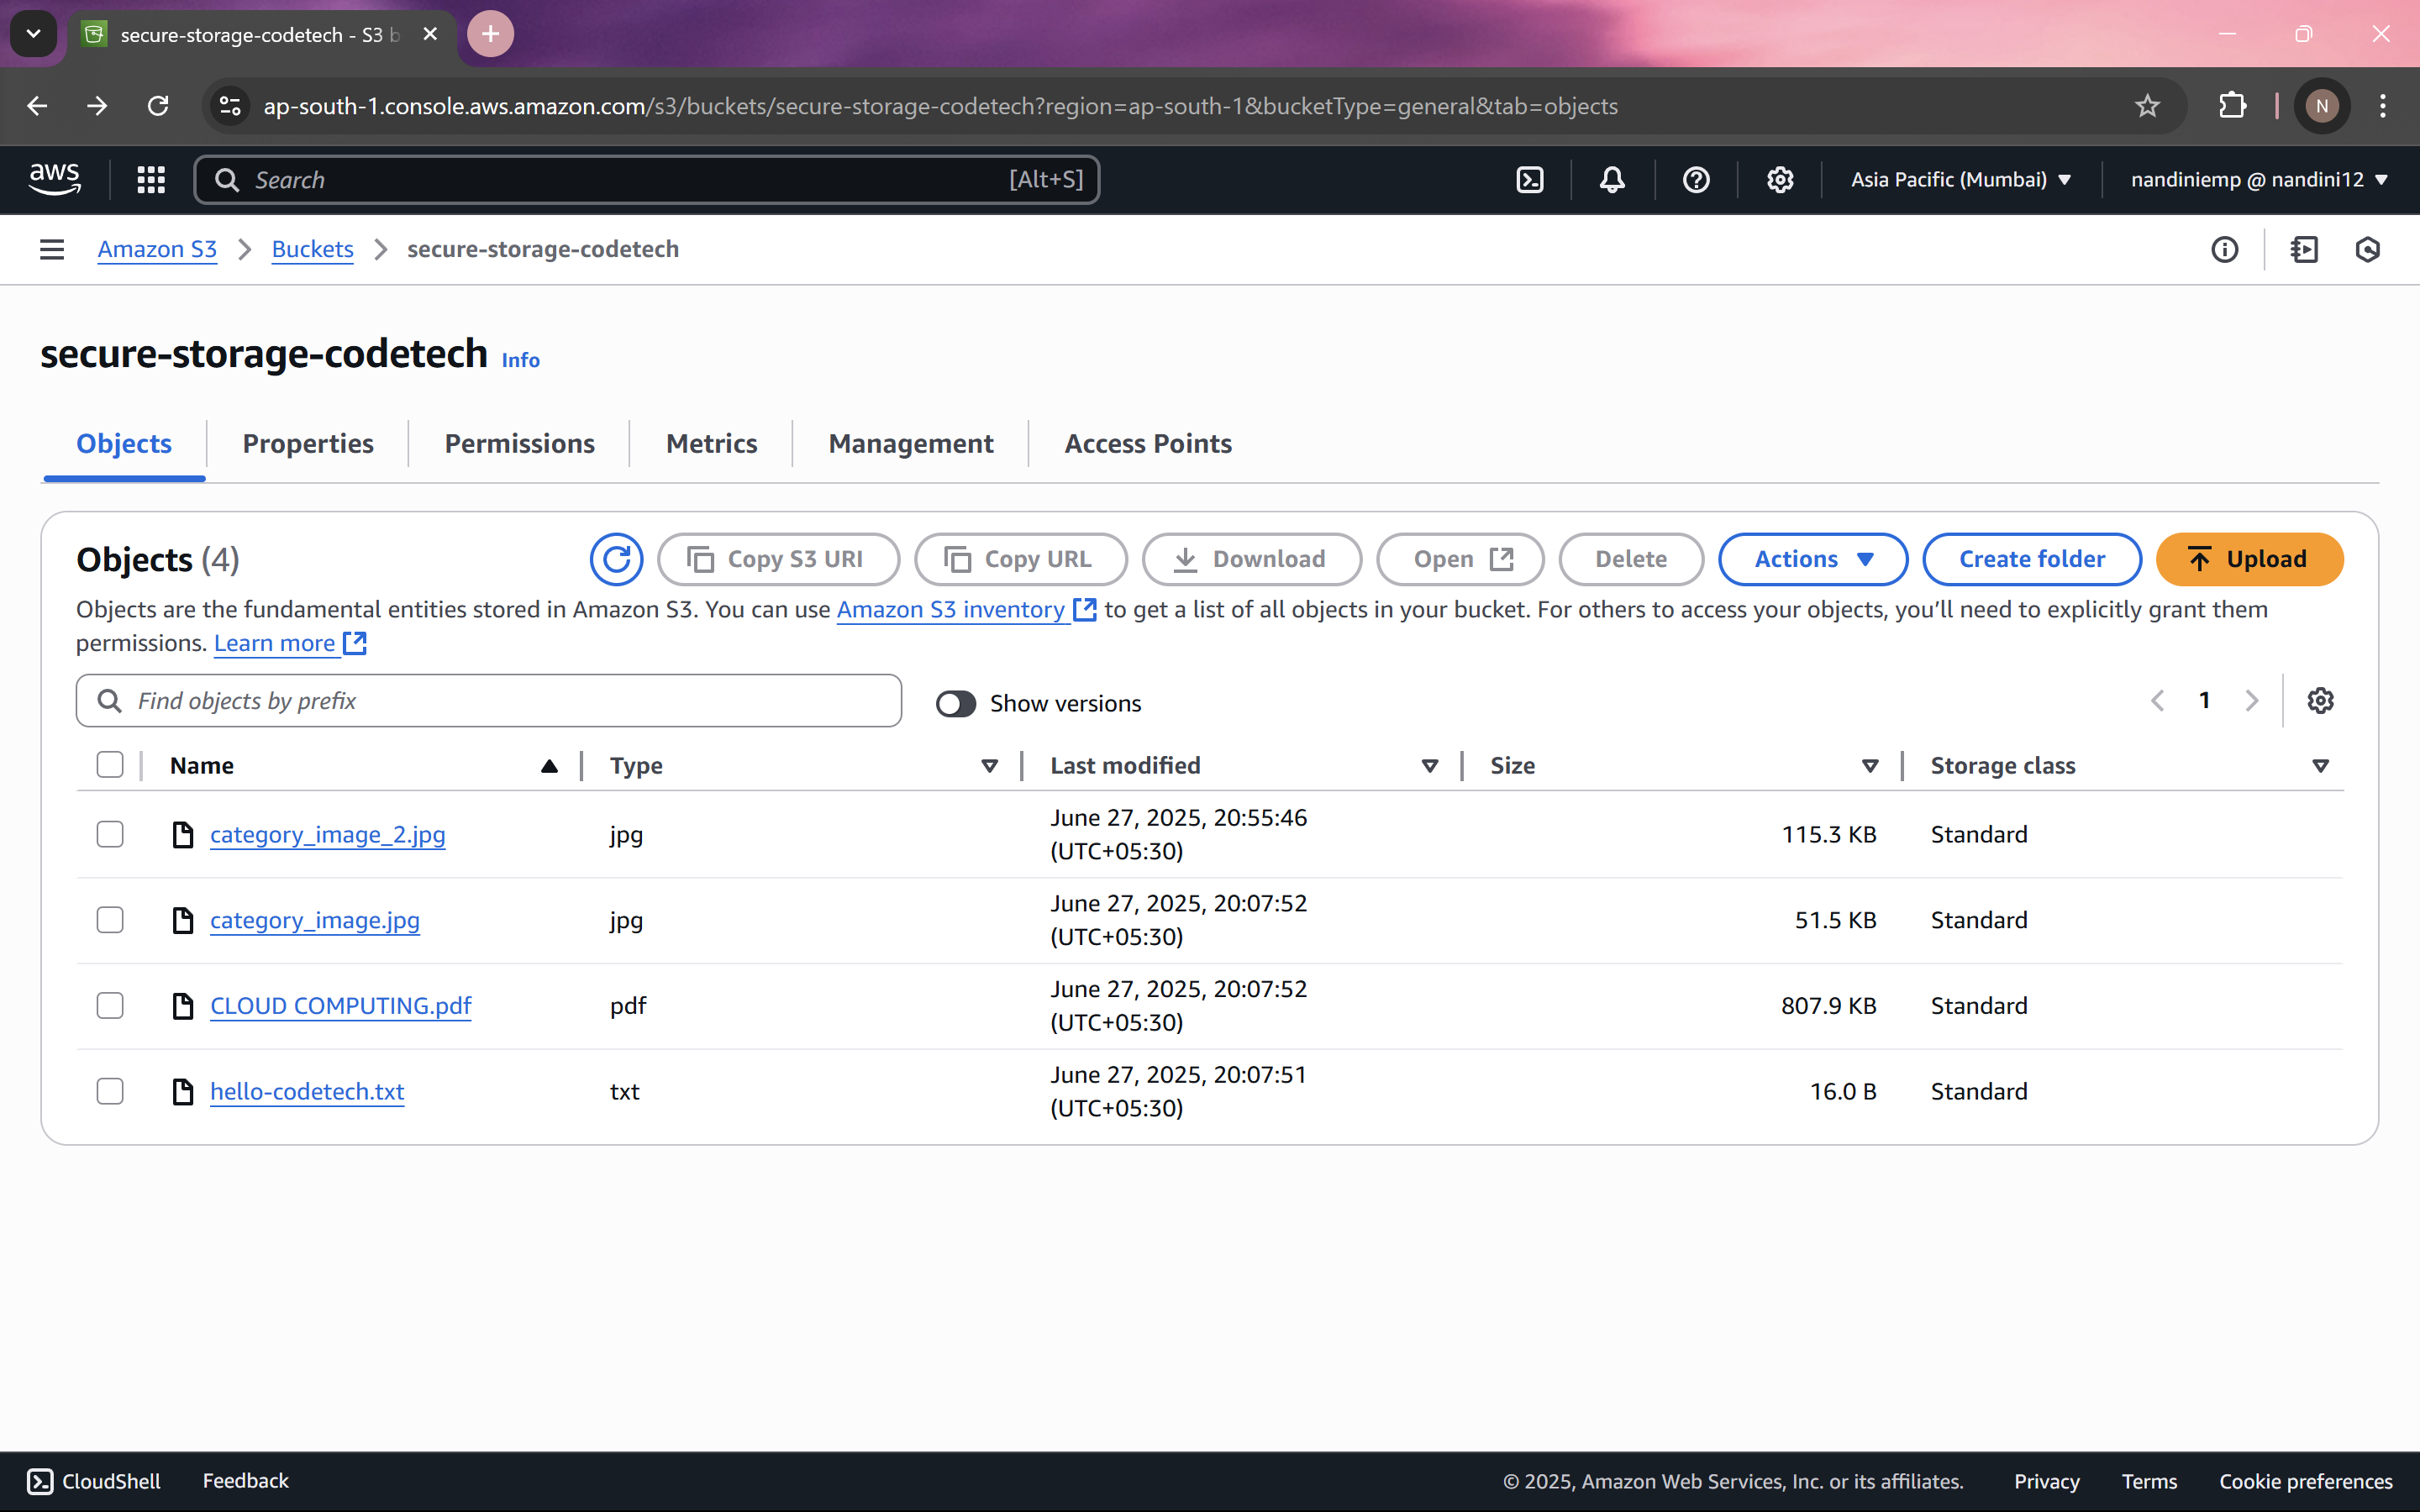 secure-storage-codetech - S3 b
ap-south-1.console.aws.amazon.com/s3/buckets/secure-storage-codetech?region=ap-south-1&bucketType=general&tab=objects
N
aws
Search
[Alt+S]
Asia Pacific (Mumbai)
nandiniemp @ nandini12
Amazon S3 > Buckets > secure-storage-codetech
secure-storage-codetech Info
Objects Properties Permissions Metrics Management Access Points
Objects (4)
Copy S3 URI
Copy URL
Download
Open
Delete
Actions
Create folder
Upload
Objects are the fundamental entities stored in Amazon S3. You can use Amazon S3 inventory to get a list of all objects in your bucket. For others to access your objects, you’ll need to explicitly grant them
permissions. Learn more
Find objects by prefix
Show versions
1
Name Type Last modified Size Storage class
category_image_2.jpg jpg June 27, 2025, 20:55:46 (UTC+05:30) 115.3 KB Standard
category_image.jpg jpg June 27, 2025, 20:07:52 (UTC+05:30) 51.5 KB Standard
CLOUD COMPUTING.pdf pdf June 27, 2025, 20:07:52 (UTC+05:30) 807.9 KB Standard
hello-codetech.txt txt June 27, 2025, 20:07:51 (UTC+05:30) 16.0 B Standard
CloudShell Feedback © 2025, Amazon Web Services, Inc. or its affiliates. Privacy Terms Cookie preferences